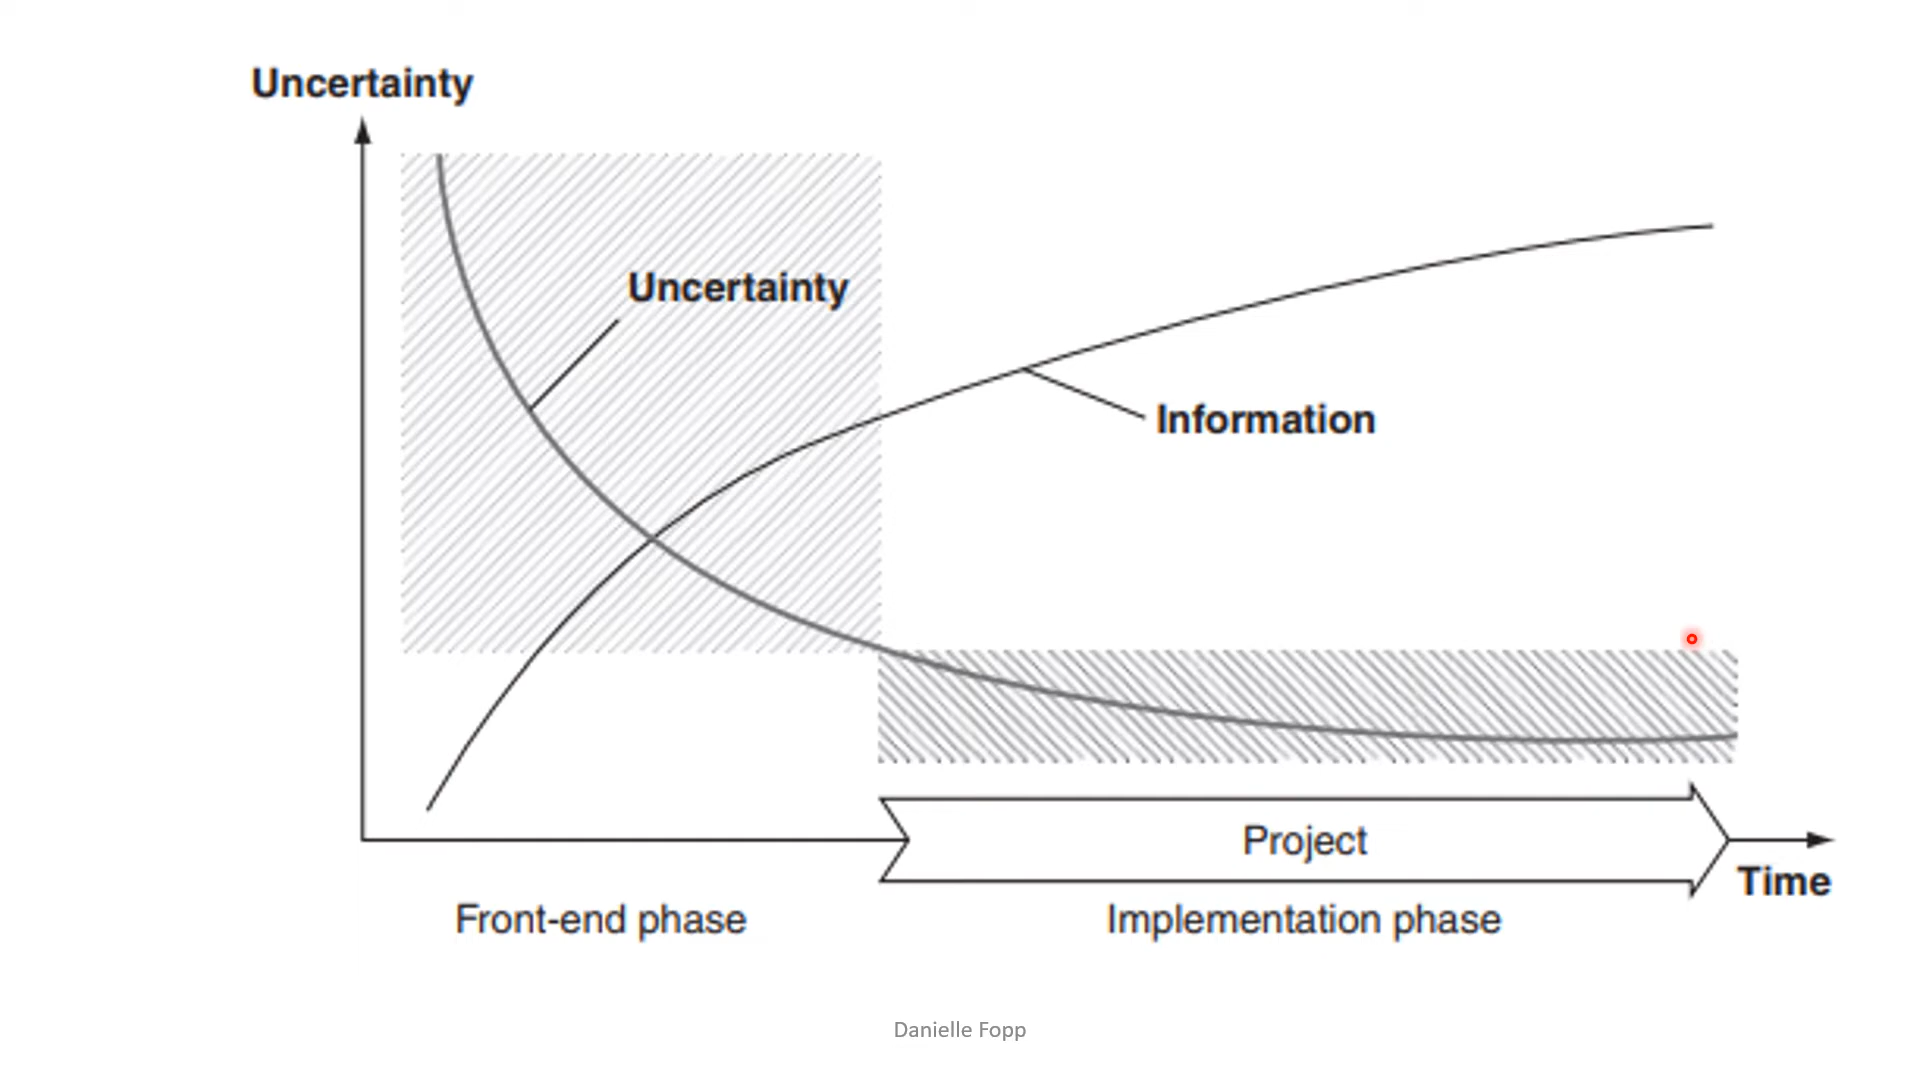 Uncertainty
Uncertainty
Information
Project
Time
Front-end phase
Implementation phase
Danielle Fopp